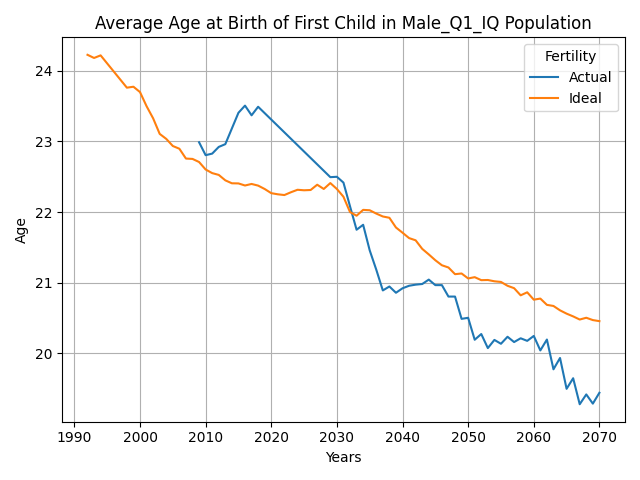 Average Age at Birth of First Child in Male_Q1_IQ Population
Fertility
Actual
Ideal
Age
24
23
22
21
20
1990 2000 2010 2020 2030 2040 2050 2060 2070
Years